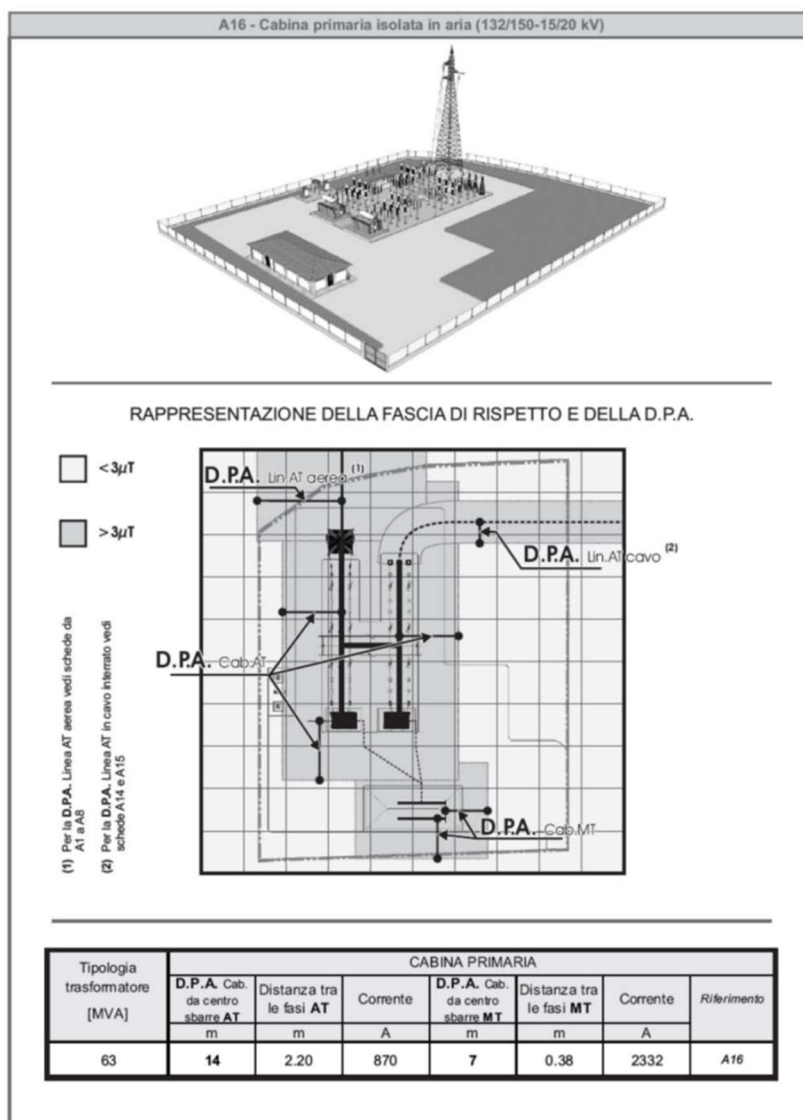 A16 - Cabina primaria isolata in aria (132/150-15/20 kV)
RAPPRESENTAZIONE DELLA FASCIA DI RISPETTO E DELLA D.P.A.
< 3µT
> 3µT
D.P.A. Lin.AT aerea (1)
D.P.A. Lin.AT cavo (2)
D.P.A. Cab.AT
D.P.A. Cab.MT
(1) Per la D.P.A. Linea AT aerea vedi schede da
A1 a A8
(2) Per la D.P.A. Linea AT in cavo interrato vedi
schede A14 e A15
Tipologia
trasformatore
[MVA]
CABINA PRIMARIA
D.P.A. Cab.
da centro
sbarre AT
Distanza tra
le fasi AT
Corrente
D.P.A. Cab.
da centro
sbarre MT
Distanza tra
le fasi MT
Corrente
Riferimento
m m A m m A
63 14 2.20 870 7 0.38 2332 A16